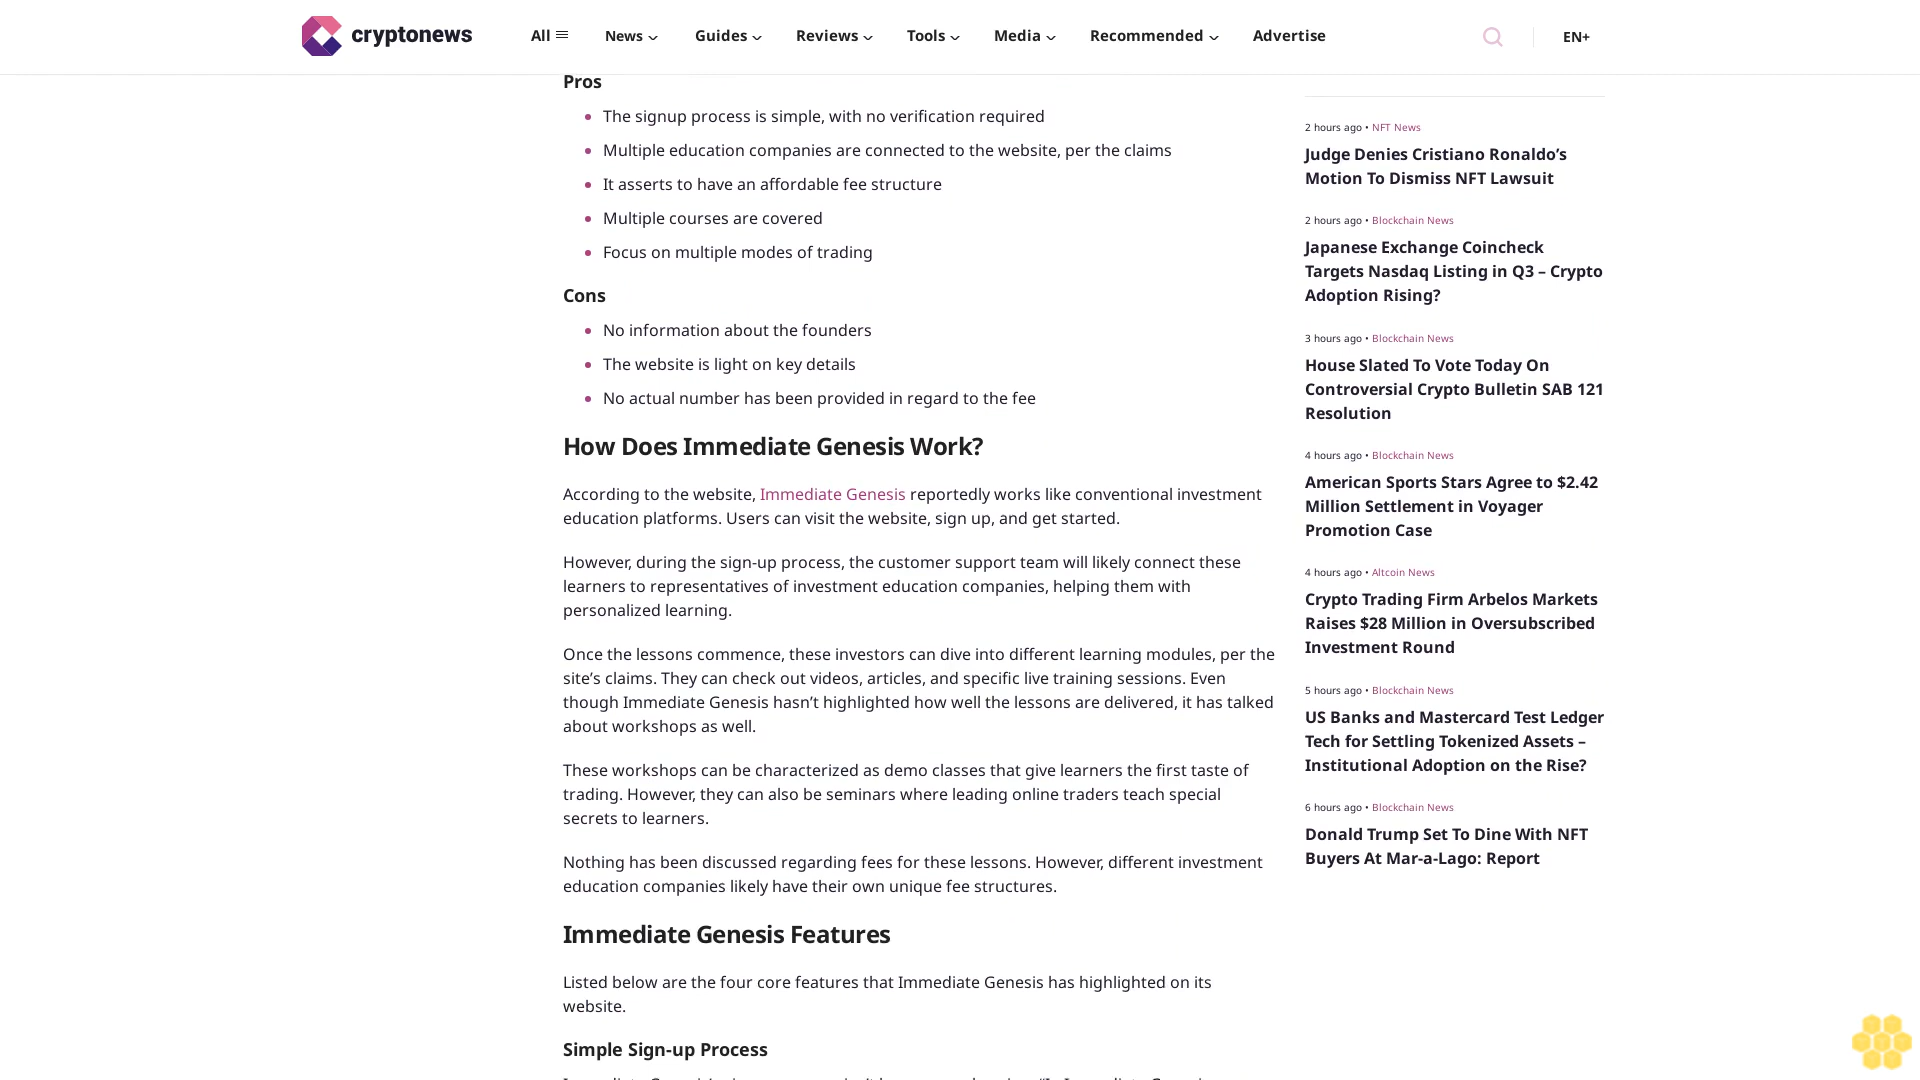 cryptonews
All
News
Guides
Reviews
Tools
Media
Recommended
Advertise
EN+
Pros
The signup process is simple, with no verification required
Multiple education companies are connected to the website, per the claims
It asserts to have an affordable fee structure
Multiple courses are covered
Focus on multiple modes of trading
Cons
No information about the founders
The website is light on key details
No actual number has been provided in regard to the fee
How Does Immediate Genesis Work?
According to the website, Immediate Genesis reportedly works like conventional investment
education platforms. Users can visit the website, sign up, and get started.
However, during the sign-up process, the customer support team will likely connect these
learners to representatives of investment education companies, helping them with
personalized learning.
Once the lessons commence, these investors can dive into different learning modules, per the
site’s claims. They can check out videos, articles, and specific live training sessions. Even
though Immediate Genesis hasn’t highlighted how well the lessons are delivered, it has talked
about workshops as well.
These workshops can be characterized as demo classes that give learners the first taste of
trading. However, they can also be seminars where leading online traders teach special
secrets to learners.
Nothing has been discussed regarding fees for these lessons. However, different investment
education companies likely have their own unique fee structures.
Immediate Genesis Features
Listed below are the four core features that Immediate Genesis has highlighted on its
website.
Simple Sign-up Process
2 hours ago • NFT News
Judge Denies Cristiano Ronaldo’s
Motion To Dismiss NFT Lawsuit
2 hours ago • Blockchain News
Japanese Exchange Coincheck
Targets Nasdaq Listing in Q3 – Crypto
Adoption Rising?
3 hours ago • Blockchain News
House Slated To Vote Today On
Controversial Crypto Bulletin SAB 121
Resolution
4 hours ago • Blockchain News
American Sports Stars Agree to $2.42
Million Settlement in Voyager
Promotion Case
4 hours ago • Altcoin News
Crypto Trading Firm Arbelos Markets
Raises $28 Million in Oversubscribed
Investment Round
5 hours ago • Blockchain News
US Banks and Mastercard Test Ledger
Tech for Settling Tokenized Assets –
Institutional Adoption on the Rise?
6 hours ago • Blockchain News
Donald Trump Set To Dine With NFT
Buyers At Mar-a-Lago: Report